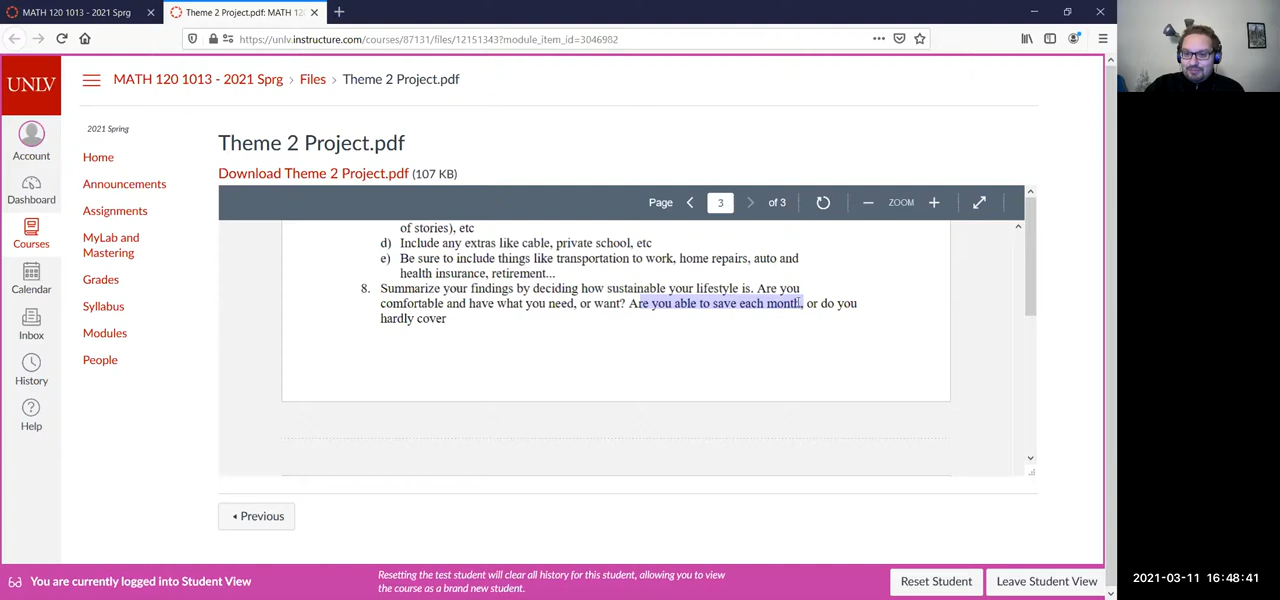 MATH 120 1013 - 2021 Sprg
Theme 2 Project.pdf: MATH 12
https://unlv.instructure.com/courses/87131/files/12151343?module_item_id=3046982
UNLV
MATH 120 1013 - 2021 Sprg > Files > Theme 2 Project.pdf
Account
Dashboard
Courses
Calendar
Inbox
History
Help
2021 Spring
Home
Announcements
Assignments
MyLab and
Mastering
Grades
Syllabus
Modules
People
Theme 2 Project.pdf
Download Theme 2 Project.pdf (107 KB)
Page 3 of 3 ZOOM
of stories), etc
d) Include any extras like cable, private school, etc
e) Be sure to include things like transportation to work, home repairs, auto and
health insurance, retirement...
8. Summarize your findings by deciding how sustainable your lifestyle is. Are you
comfortable and have what you need, or want? Are you able to save each month, or do you
hardly cover
Previous
You are currently logged into Student View
Resetting the test student will clear all history for this student, allowing you to view
the course as a brand new student.
Reset Student
Leave Student View
2021-03-11 16:48:41